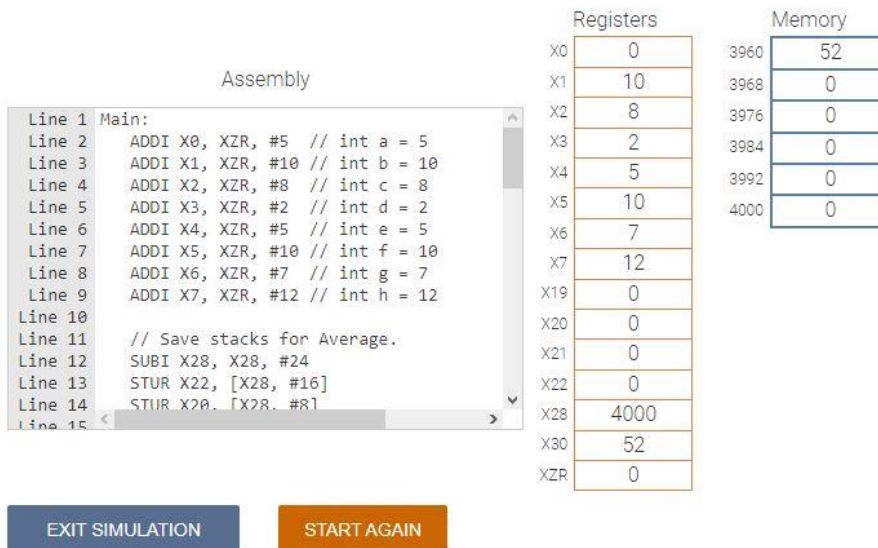 Registers
Memory
X0 0
3960 52
Assembly
X1 10
3968 0
X2 8
3976 0
X3 2
3984 0
X4 5
3992 0
X5 10
4000 0
X6 7
X7 12
X19 0
X20 0
X21 0
X22 0
X28 4000
X30 52
XZR 0
Line 1 Main:
Line 2 ADDI X0, XZR, #5 // int a = 5
Line 3 ADDI X1, XZR, #10 // int b = 10
Line 4 ADDI X2, XZR, #8 // int c = 8
Line 5 ADDI X3, XZR, #2 // int d = 2
Line 6 ADDI X4, XZR, #5 // int e = 5
Line 7 ADDI X5, XZR, #10 // int f = 10
Line 8 ADDI X6, XZR, #7 // int g = 7
Line 9 ADDI X7, XZR, #12 // int h = 12
Line 10
Line 11 // Save stacks for Average.
Line 12 SUBI X28, X28, #24
Line 13 STUR X22, [X28, #16]
Line 14 STUR X20, [X28, #8]
Line 15
EXIT SIMULATION
START AGAIN